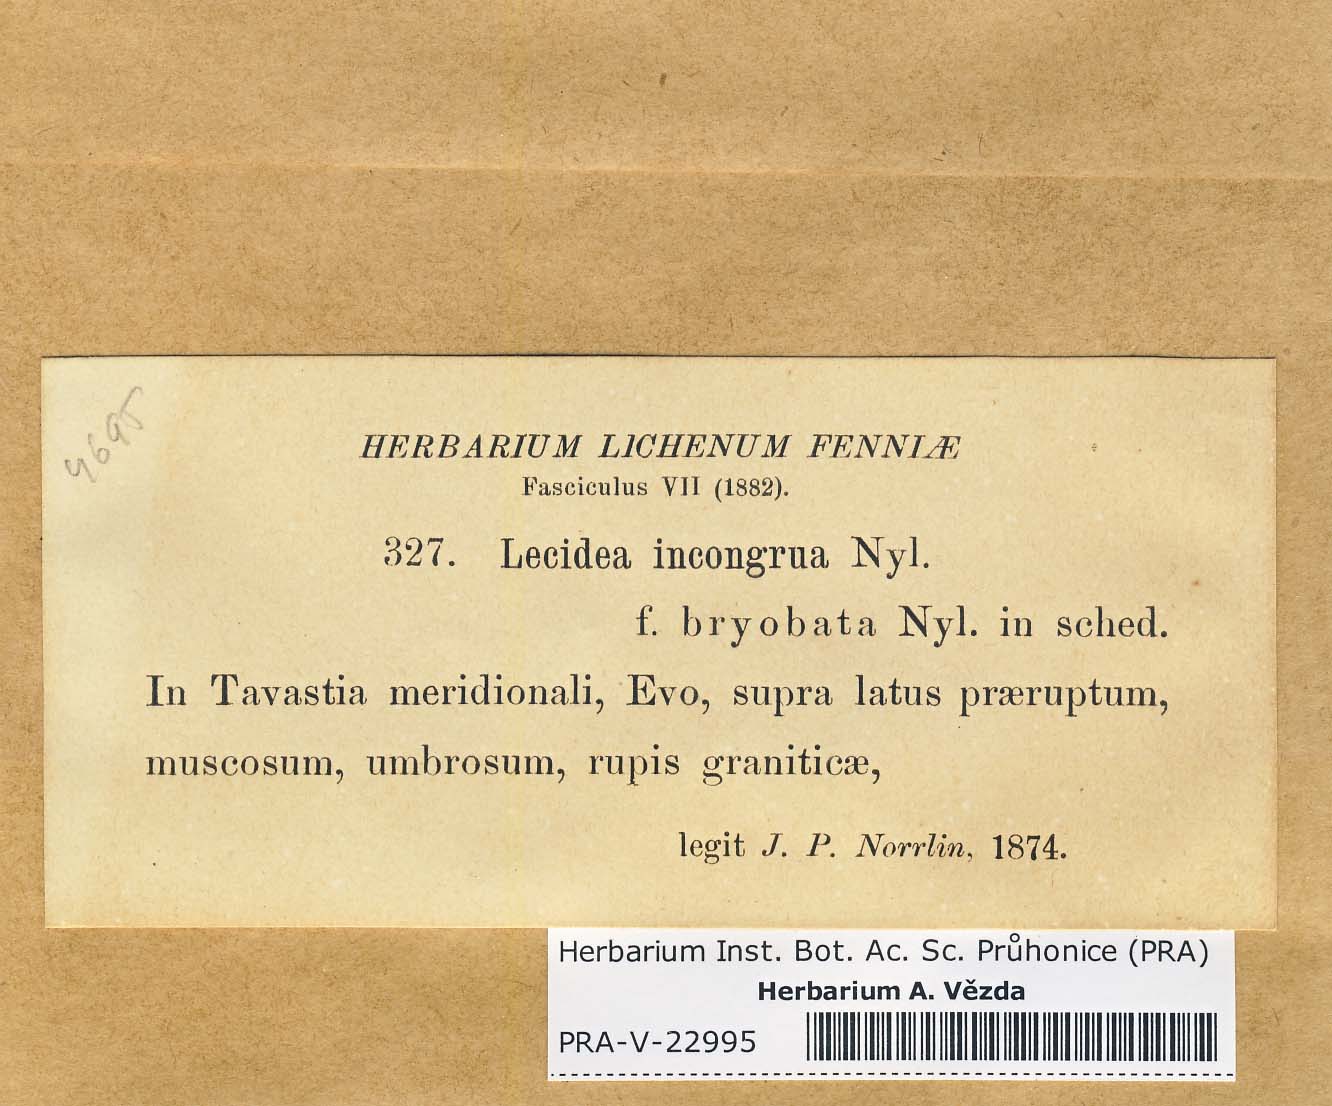 4695
HERBARIUM LICHENUM FENNIÆ
Fasciculus VII (1882).
327. Lecidea incongrua Nyl.
f. bryobata Nyl. in sched.
In Tavastia meridionali, Evo, supra latus præruptum,
muscosum, umbrosum, rupis graniticæ,
legit J. P. Norrlin, 1874.
Herbarium Inst. Bot. Ac. Sc. Průhonice (PRA)
Herbarium A. Vězda
PRA-V-22995